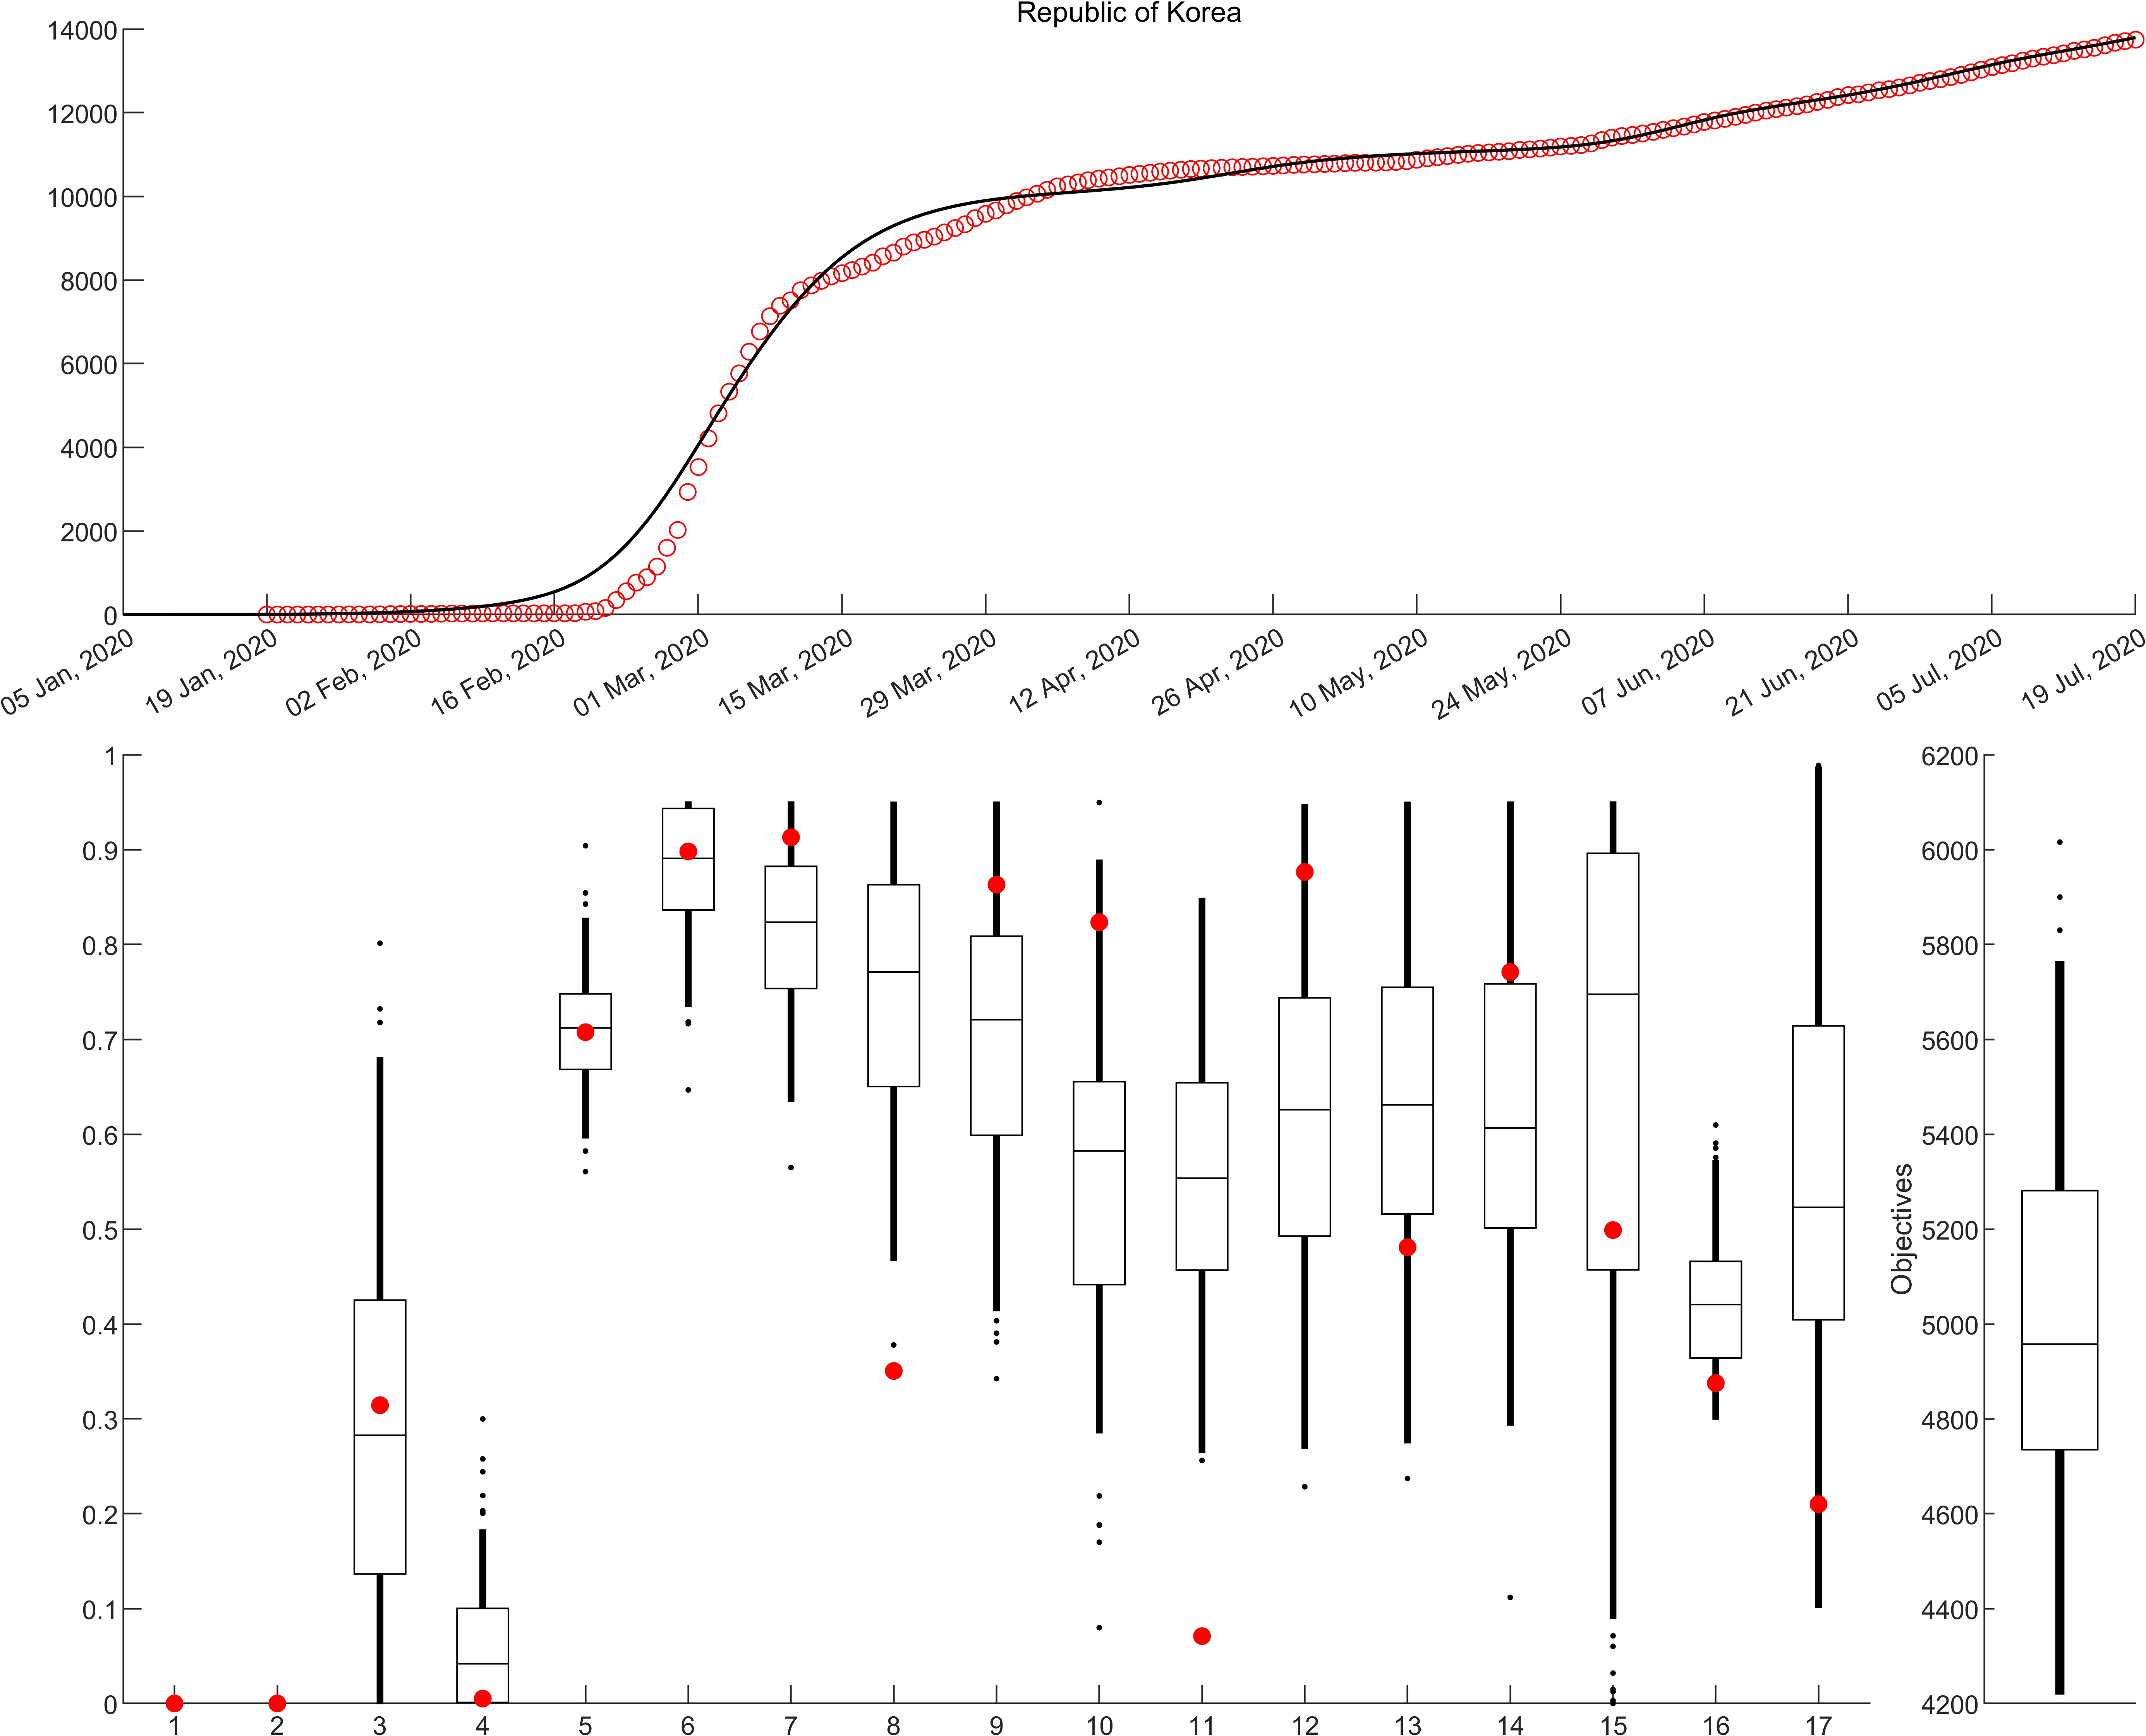 Republic of Korea
14000
12000
10000
8000
6000
4000
2000
0
05 Jan, 2020
19 Jan, 2020
02 Feb, 2020
16 Feb, 2020
01 Mar, 2020
15 Mar, 2020
29 Mar, 2020
12 Apr, 2020
26 Apr, 2020
10 May, 2020
24 May, 2020
07 Jun, 2020
21 Jun, 2020
05 Jul, 2020
19 Jul, 2020
1
0.9
0.8
0.7
0.6
0.5
0.4
0.3
0.2
0.1
0
1 2 3 4 5 6 7 8 9 10 11 12 13 14 15 16 17
Objectives
6200
6000
5800
5600
5400
5200
5000
4800
4600
4400
4200